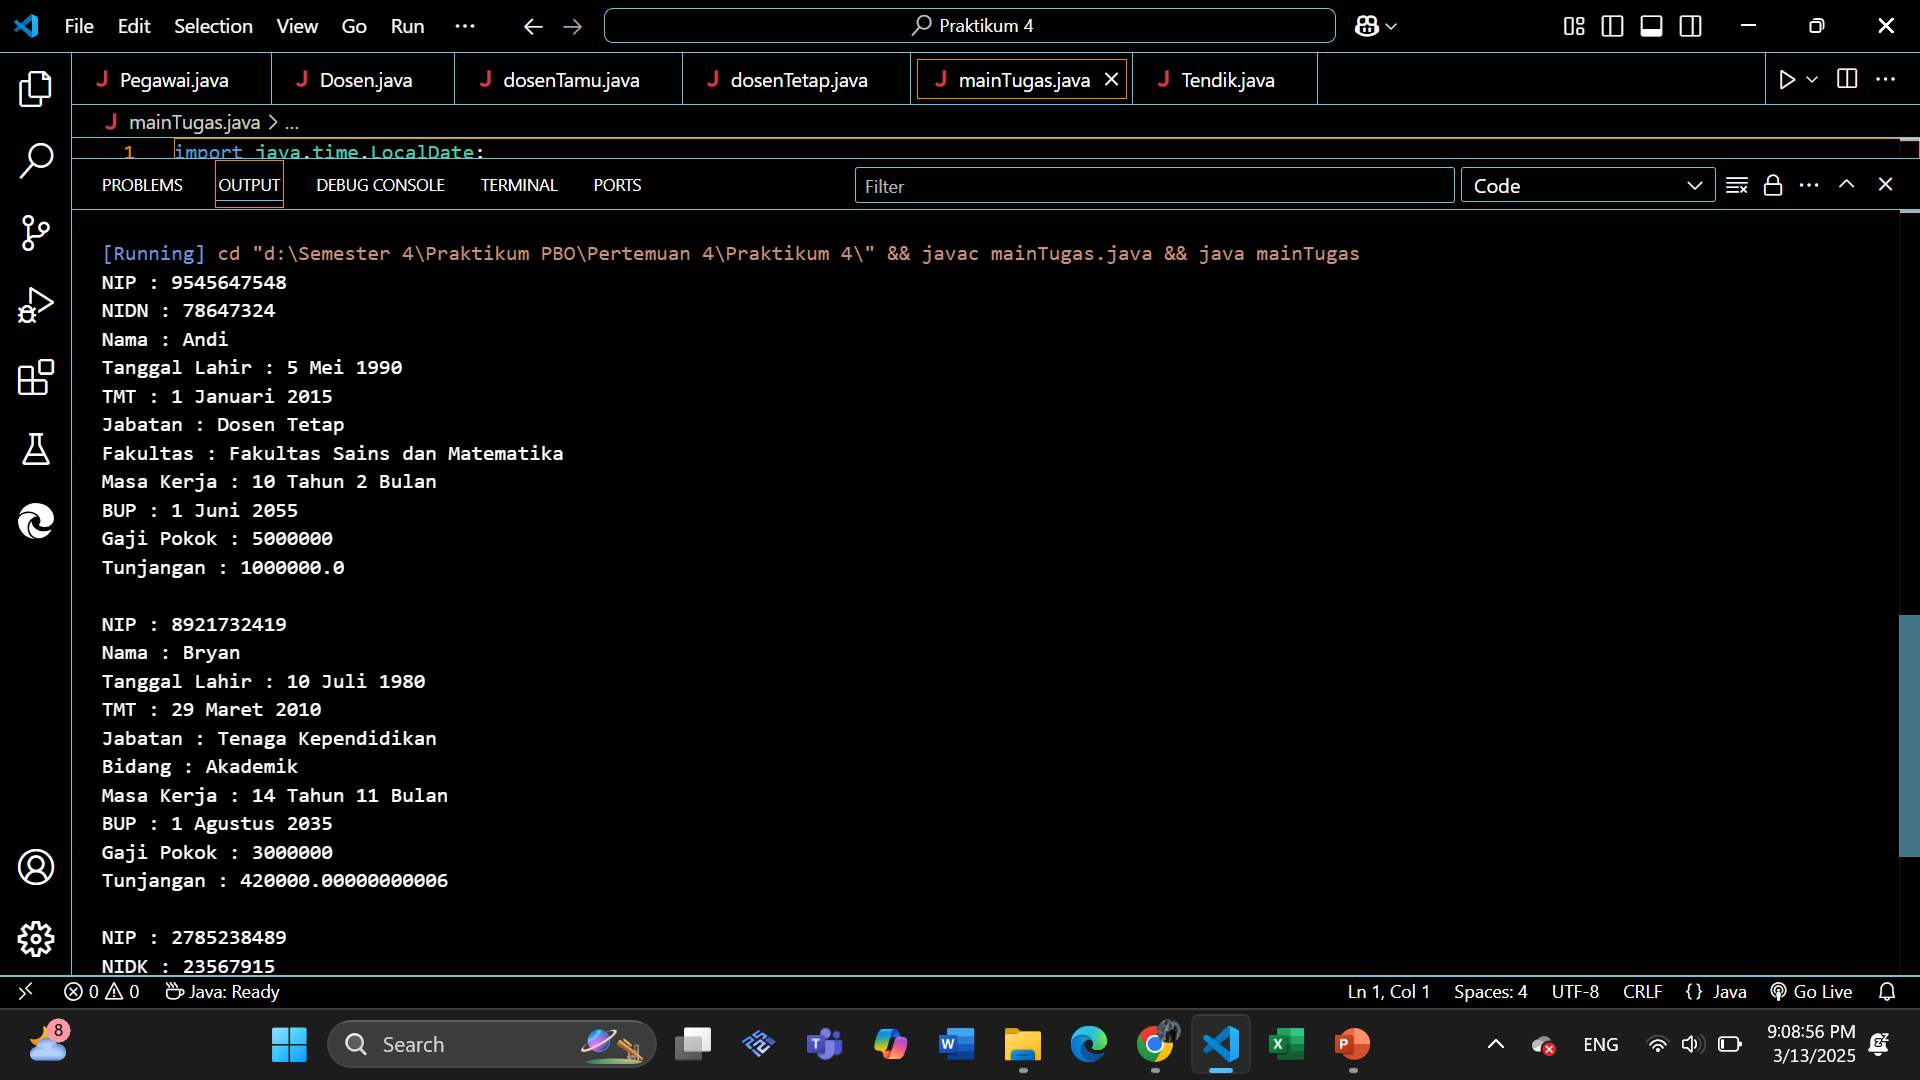 File Edit Selection View Go Run ... Praktikum 4
Pegawai.java Dosen.java dosenTamu.java dosenTetap.java mainTugas.java Tendik.java
mainTugas.java > ...
1 import java.time.LocalDate;
PROBLEMS OUTPUT DEBUG CONSOLE TERMINAL PORTS Filter Code
[Running] cd "d:\Semester 4\Praktikum PBO\Pertemuan 4\Praktikum 4\" && javac mainTugas.java && java mainTugas
NIP : 9545647548
NIDN : 78647324
Nama : Andi
Tanggal Lahir : 5 Mei 1990
TMT : 1 Januari 2015
Jabatan : Dosen Tetap
Fakultas : Fakultas Sains dan Matematika
Masa Kerja : 10 Tahun 2 Bulan
BUP : 1 Juni 2055
Gaji Pokok : 5000000
Tunjangan : 1000000.0
NIP : 8921732419
Nama : Bryan
Tanggal Lahir : 10 Juli 1980
TMT : 29 Maret 2010
Jabatan : Tenaga Kependidikan
Bidang : Akademik
Masa Kerja : 14 Tahun 11 Bulan
BUP : 1 Agustus 2035
Gaji Pokok : 3000000
Tunjangan : 420000.00000000006
NIP : 2785238489
NIDK : 23567915
0 0 Java: Ready Ln 1, Col 1 Spaces: 4 UTF-8 CRLF {} Java Go Live
8 Search ENG 9:08:56 PM
3/13/2025